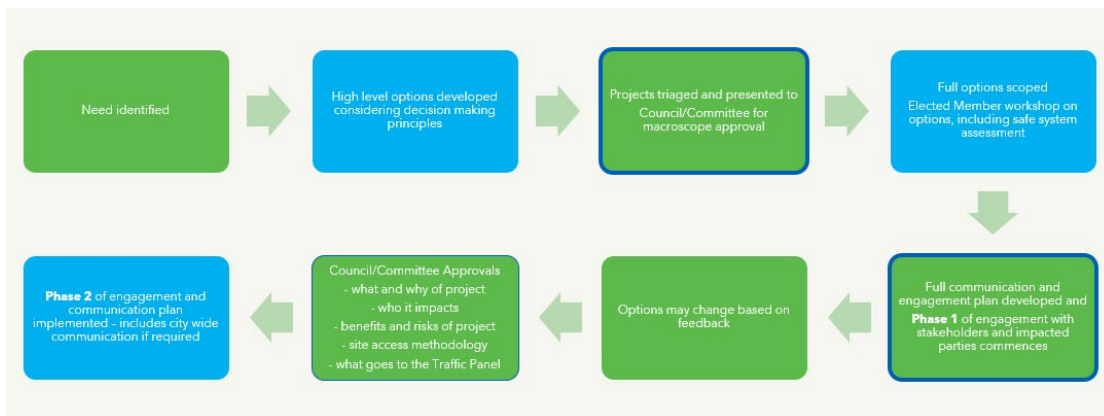 Need identified
High level options developed
considering decision making
principles
Projects triaged and presented to
Council/Committee for
macroscope approval
Full options scoped
Elected Member workshop on
options, including safe system
assessment
Full communication and
engagement plan developed and
Phase 1 of engagement with
stakeholders and impacted
parties commences
Options may change based on
feedback
Council/Committee Approvals
- what and why of project
- who it impacts
- benefits and risks of project
- site access methodology
- what goes to the Traffic Panel
Phase 2 of engagement and
communication plan
implemented – includes city wide
communication if required